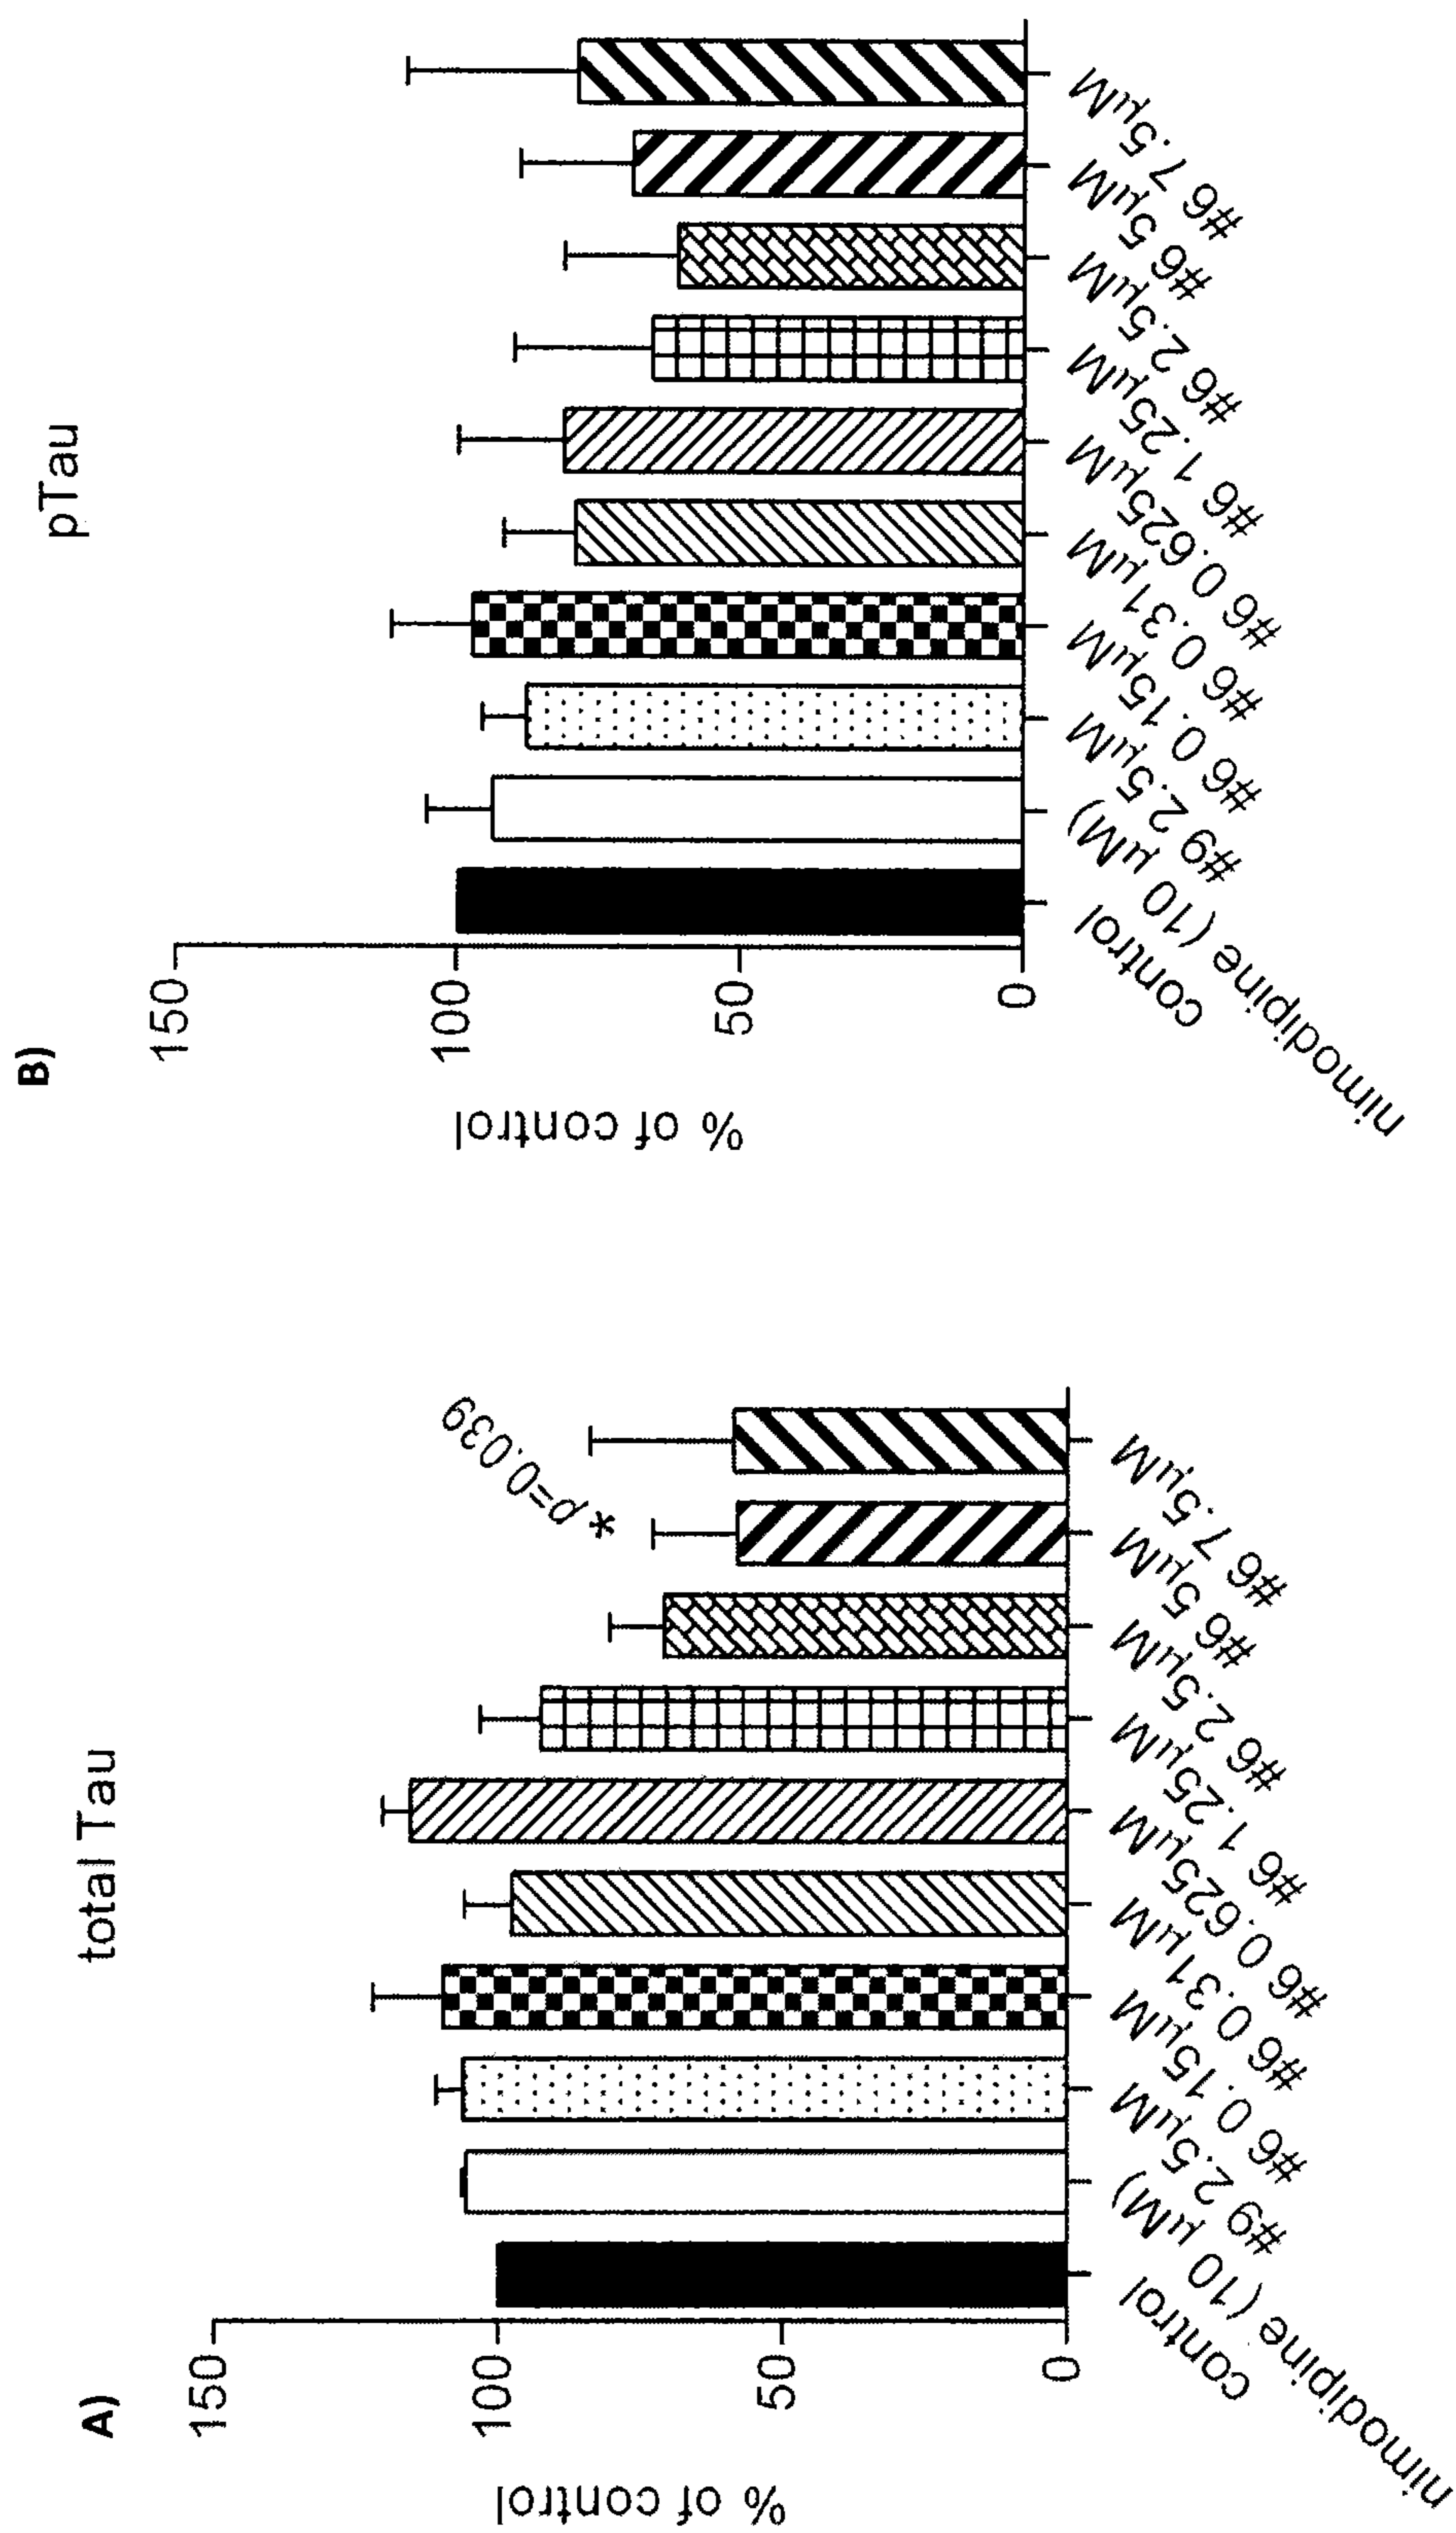 A)
total Tau
% of control
150
100
50
0
* p=0.039
control
nimodipine (10 µM)
#9 2.5µM
#6 0.15µM
#6 0.31µM
#6 0.625µM
#6 1.25µM
#6 2.5µM
#6 5µM
#6 7.5µM
B)
pTau
% of control
150
100
50
0
control
nimodipine (10 µM)
#9 2.5µM
#6 0.15µM
#6 0.31µM
#6 0.625µM
#6 1.25µM
#6 2.5µM
#6 5µM
#6 7.5µM